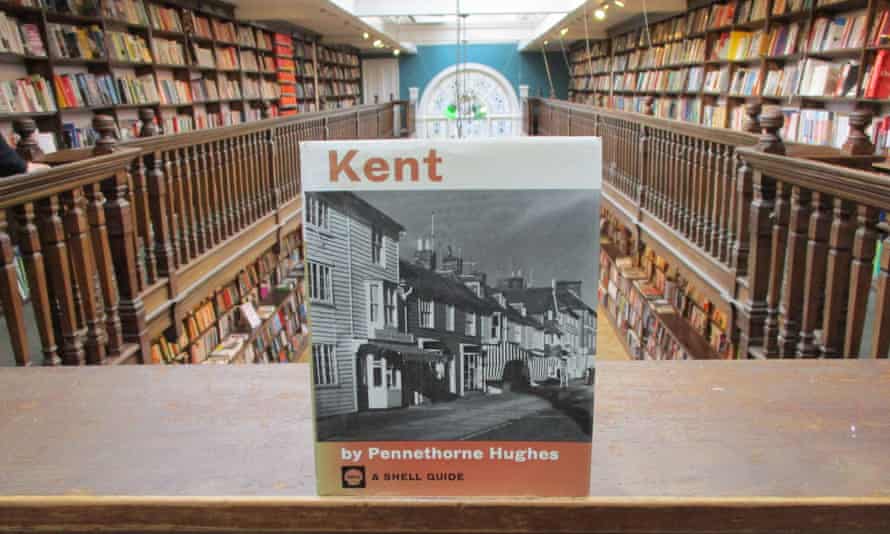 Kent
by Pennethorne Hughes
A SHELL GUIDE